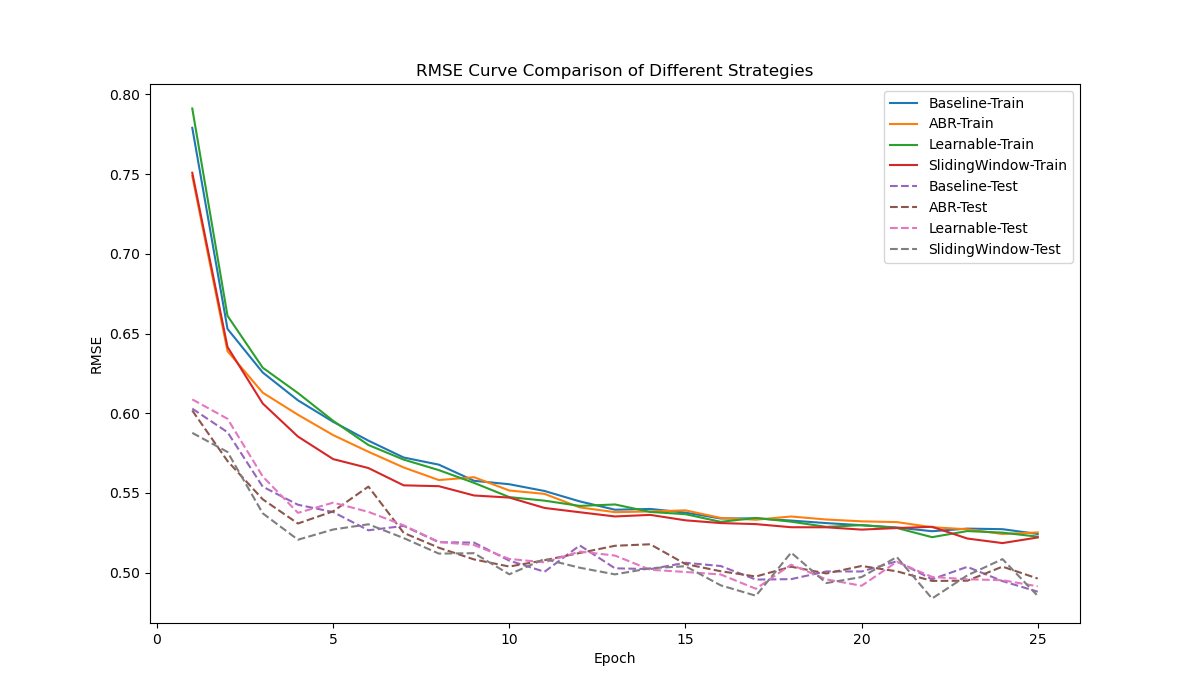 RMSE Curve Comparison of Different Strategies
0.80
0.75
0.70
0.65
0.60
0.55
0.50
RMSE
0
5
10
15
20
25
Epoch
Baseline-Train
ABR-Train
Learnable-Train
SlidingWindow-Train
Baseline-Test
ABR-Test
Learnable-Test
SlidingWindow-Test